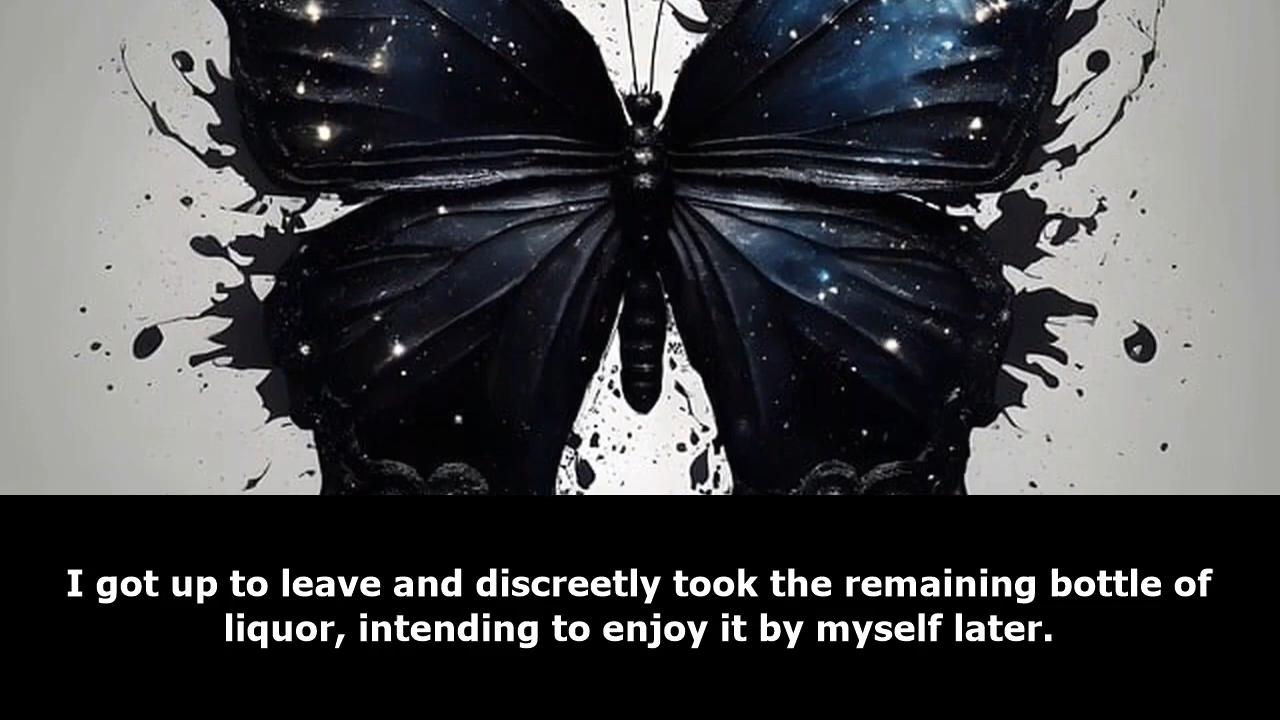 I got up to leave and discreetly took the remaining bottle of
liquor, intending to enjoy it by myself later.